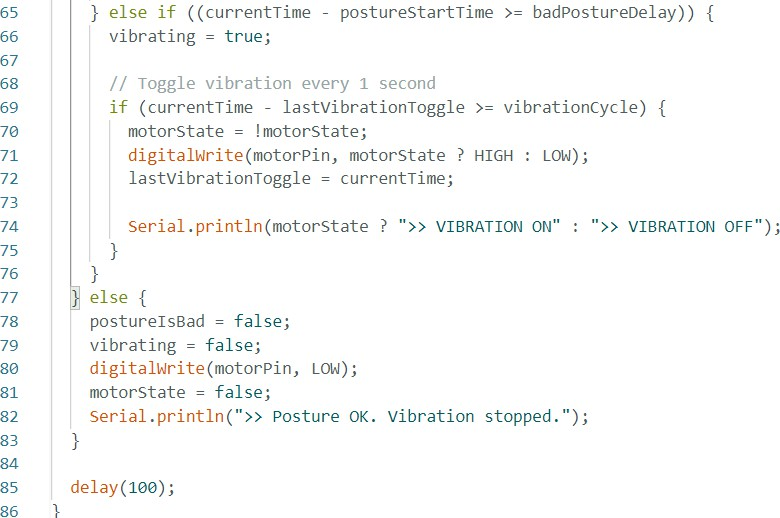 65 } else if ((currentTime - postureStartTime >= badPostureDelay)) {
66 vibrating = true;
67
68 // Toggle vibration every 1 second
69 if (currentTime - lastVibrationToggle >= vibrationCycle) {
70 motorState = !motorState;
71 digitalWrite(motorPin, motorState ? HIGH : LOW);
72 lastVibrationToggle = currentTime;
73
74 Serial.println(motorState ? ">> VIBRATION ON" : ">> VIBRATION OFF");
75 }
76 }
77 } else {
78 postureIsBad = false;
79 vibrating = false;
80 digitalWrite(motorPin, LOW);
81 motorState = false;
82 Serial.println(">> Posture OK. Vibration stopped.");
83 }
84
85 delay(100);
86 }